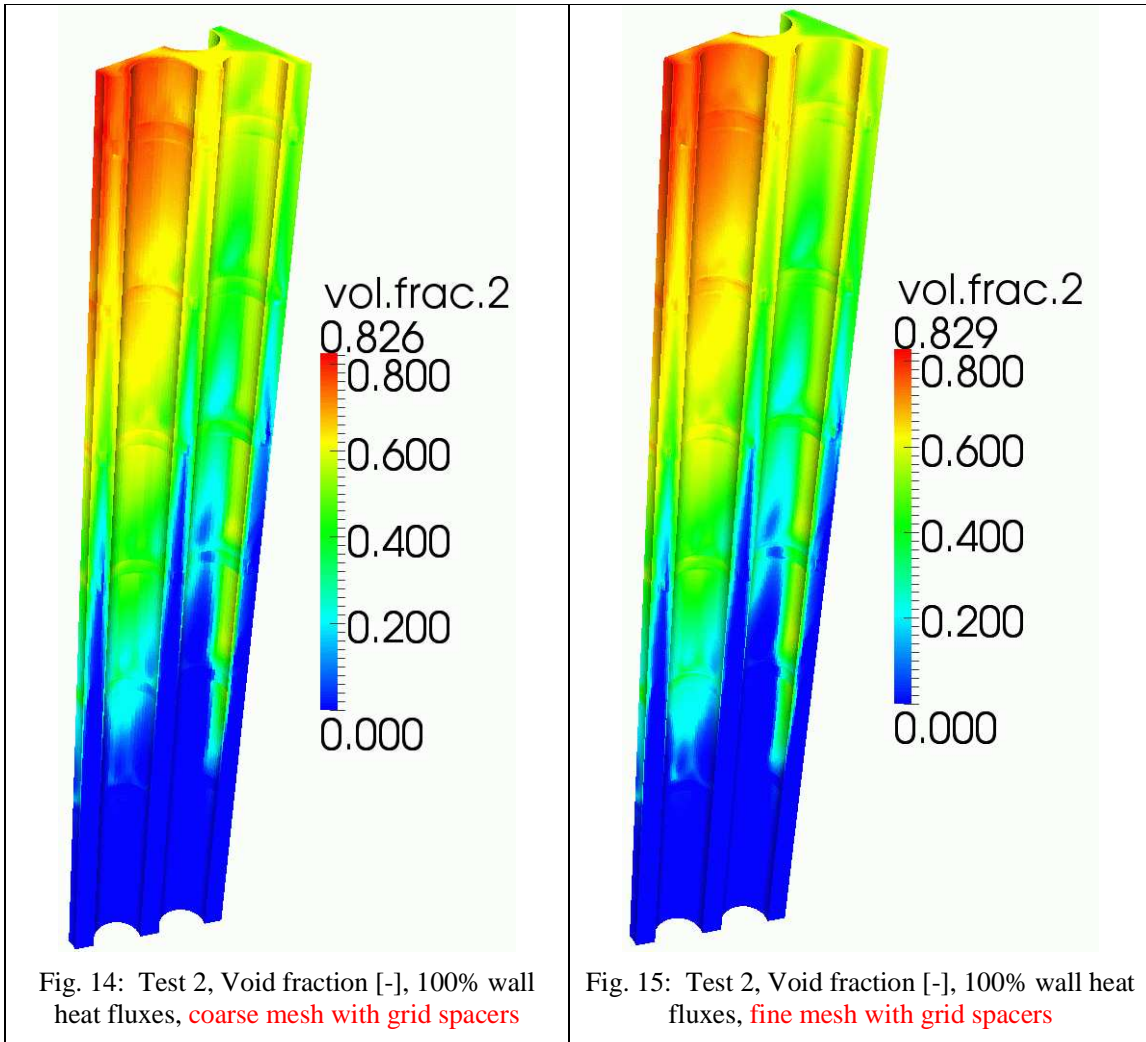 vol.frac.2
0.826
0.800
0.600
0.400
0.200
0.000
Fig. 14: Test 2, Void fraction [-], 100% wall
heat fluxes, coarse mesh with grid spacers
vol.frac.2
0.829
0.800
0.600
0.400
0.200
0.000
Fig. 15: Test 2, Void fraction [-], 100% wall heat
fluxes, fine mesh with grid spacers